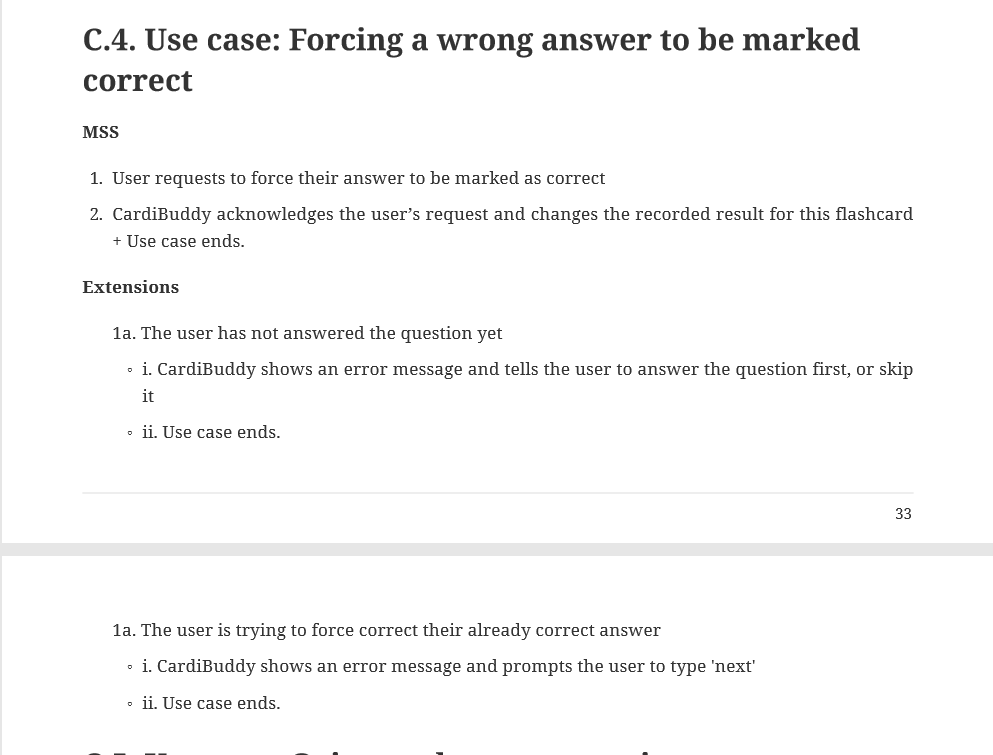 C.4. Use case: Forcing a wrong answer to be marked
correct
MSS
1. User requests to force their answer to be marked as correct
2. CardiBuddy acknowledges the user’s request and changes the recorded result for this flashcard
+ Use case ends.
Extensions
1a. The user has not answered the question yet
◦ i. CardiBuddy shows an error message and tells the user to answer the question first, or skip
it
◦ ii. Use case ends.
33
1a. The user is trying to force correct their already correct answer
◦ i. CardiBuddy shows an error message and prompts the user to type 'next'
◦ ii. Use case ends.